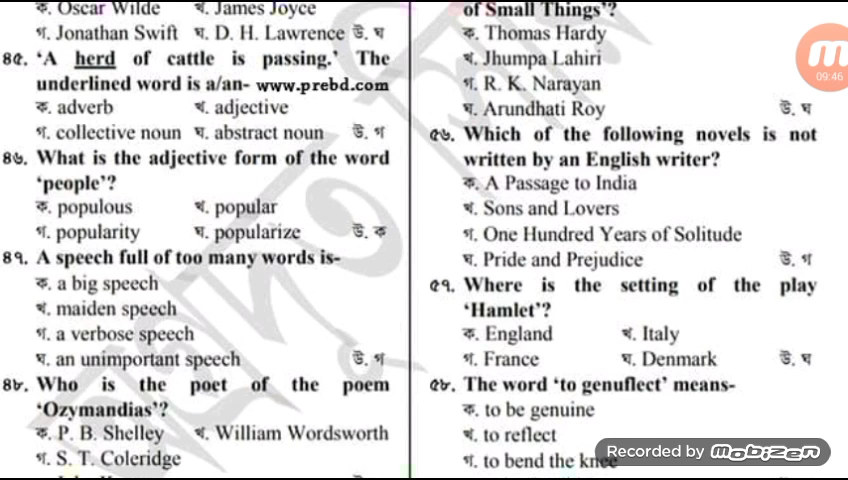 ক. Oscar Wilde খ. James Joyce
গ. Jonathan Swift ঘ. D. H. Lawrence উ. ঘ
৪৫. ‘A herd of cattle is passing.’ The
underlined word is a/an- www.prebd.com
ক. adverb খ. adjective
গ. collective noun ঘ. abstract noun উ. গ
৪৬. What is the adjective form of the word
‘people’?
ক. populous খ. popular
গ. popularity ঘ. popularize উ. ক
৪৭. A speech full of too many words is-
ক. a big speech
খ. maiden speech
গ. a verbose speech
ঘ. an unimportant speech উ. গ
৪৮. Who is the poet of the poem
‘Ozymandias’?
ক. P. B. Shelley খ. William Wordsworth
গ. S. T. Coleridge
of Small Things’?
ক. Thomas Hardy
খ. Jhumpa Lahiri
গ. R. K. Narayan
ঘ. Arundhati Roy উ. ঘ
৫৬. Which of the following novels is not
written by an English writer?
ক. A Passage to India
খ. Sons and Lovers
গ. One Hundred Years of Solitude
ঘ. Pride and Prejudice উ. গ
৫৭. Where is the setting of the play
‘Hamlet’?
ক. England খ. Italy
গ. France ঘ. Denmark উ. ঘ
৫৮. The word ‘to genuflect’ means-
ক. to be genuine
খ. to reflect
গ. to bend the knee
09:46
Recorded by Mobizen